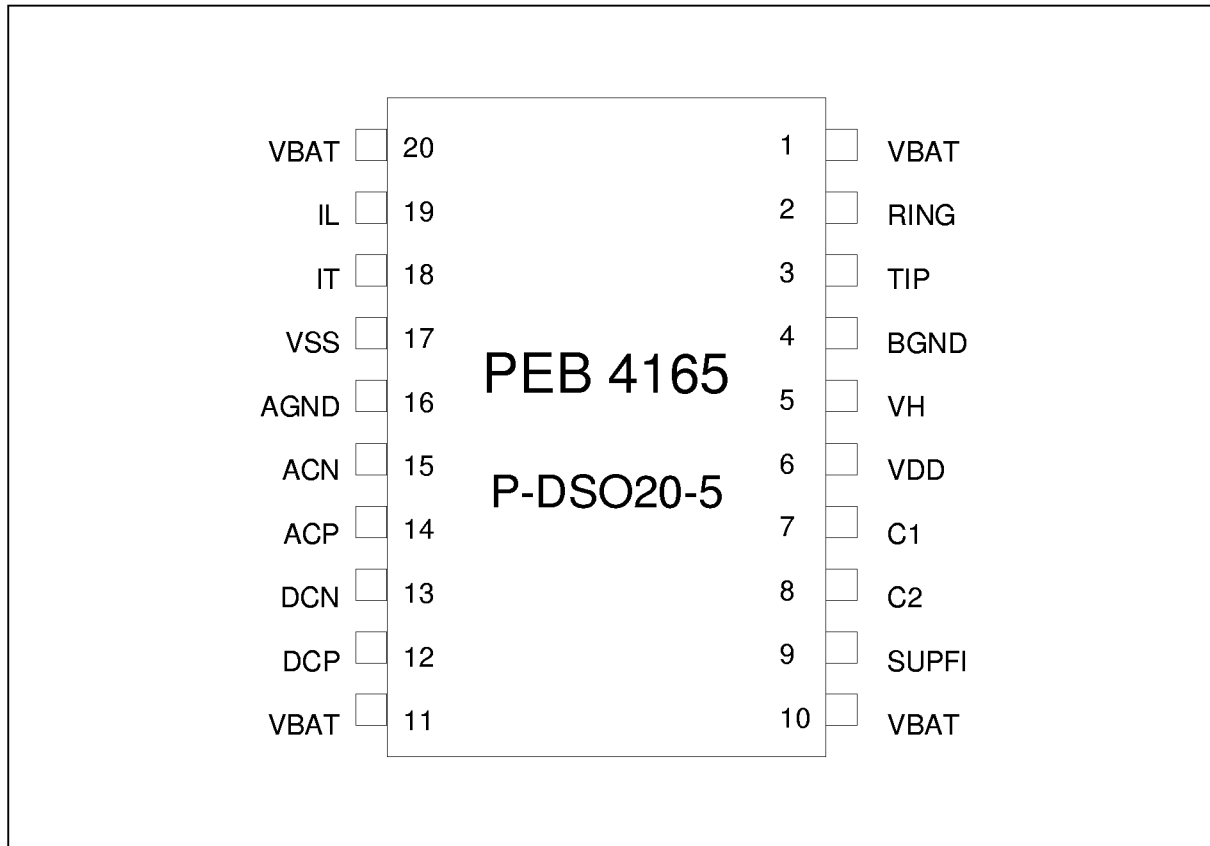 VBAT 20 1 VBAT
IL 19 2 RING
IT 18 3 TIP
VSS 17 4 BGND
PEB 4165
AGND 16 5 VH
ACN 15 6 VDD
P-DSO20-5
ACP 14 7 C1
DCN 13 8 C2
DCP 12 9 SUPFI
VBAT 11 10 VBAT